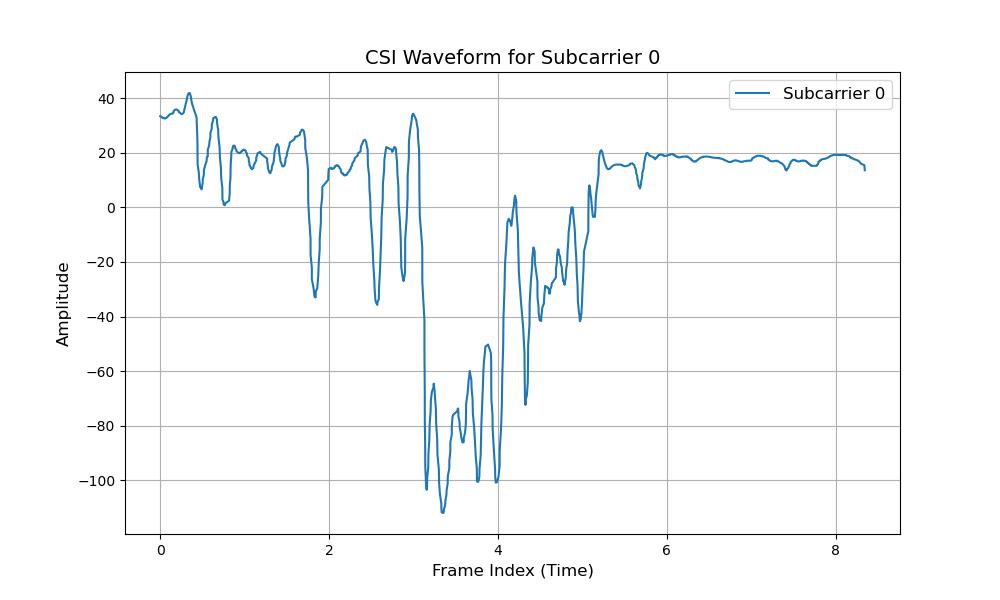 CSI Waveform for Subcarrier 0
Subcarrier 0
40
20
0
−20
−40
−60
−80
−100
Amplitude
0 2 4 6 8
Frame Index (Time)